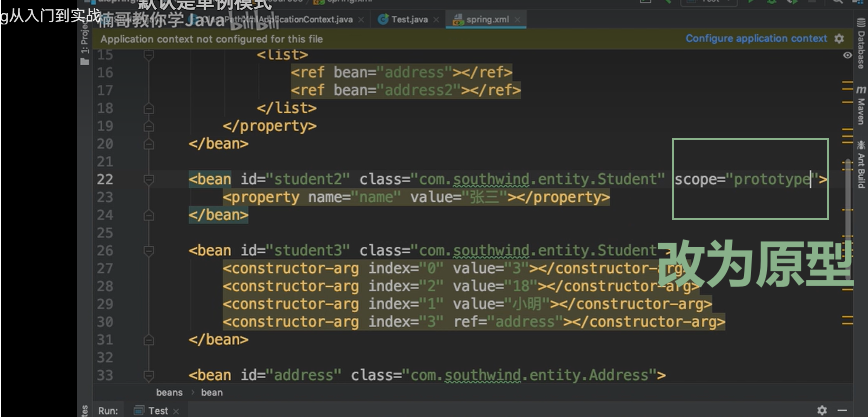 默认是单例模式
g从入门到实战
楠哥教你学Java bilibili
ApplicationContext.java
Test.java
spring.xml
Application context not configured for this file
Configure application context
1: Project
Database
Maven
Ant Build
15 <list>
16 <ref bean="address"></ref>
17 <ref bean="address2"></ref>
18 </list>
19 </property>
20 </bean>
21
22 <bean id="student2" class="com.southwind.entity.Student" scope="prototype">
23 <property name="name" value="张三"></property>
24 </bean>
25
26 <bean id="student3" class="com.southwind.entity.Student">
改为原型
27 <constructor-arg index="0" value="3"></constructor-arg>
28 <constructor-arg index="2" value="18"></constructor-arg>
29 <constructor-arg index="1" value="小明"></constructor-arg>
30 <constructor-arg index="3" ref="address"></constructor-arg>
31 </bean>
32
33 <bean id="address" class="com.southwind.entity.Address">
beans › bean
Run: Test